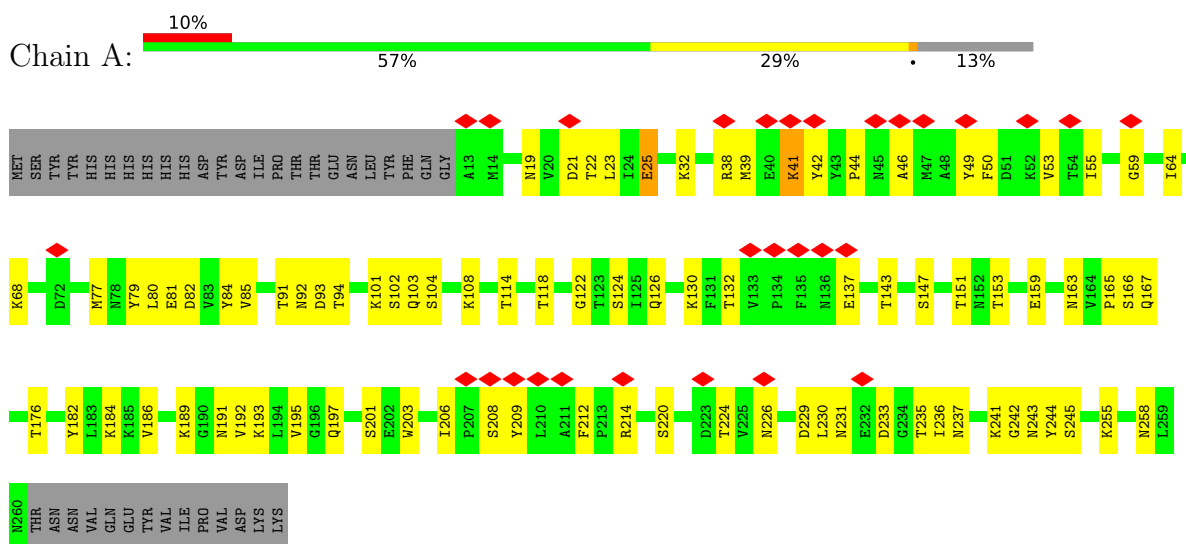 10%
Chain A:
57% 29% • 13%
MET SER TYR TYR HIS HIS HIS HIS HIS HIS ASP TYR ASP ILE PRO THR THR GLU ASN LEU TYR PHE GLN GLY A13 M14 N19 V20 D21 T22 L23 I24 E25 K32 R38 M39 E40 K41 Y42 Y43 P44 N45 A46 M47 A48 Y49 F50 D51 K52 V53 T54 I55 G59 I64
K68 D72 M77 N78 Y79 L80 E81 D82 V83 Y84 V85 T91 N92 D93 T94 K101 S102 Q103 S104 K108 T114 T118 G122 T123 S124 I125 Q126 K130 F131 T132 V133 P134 F135 N136 E137 T143 S147 T151 N152 T153 E159 N163 V164 P165 S166 Q167
T176 Y182 L183 K184 K185 V186 K189 G190 N191 V192 K193 L194 V195 G196 Q197 S201 E202 W203 I206 P207 S208 Y209 L210 A211 F212 P213 R214 S220 D223 T224 V225 N226 D229 L230 N231 E232 D233 G234 T235 I236 N237 K241 G242 N243 Y244 S245 K255 N258 L259
N260 THR ASN ASN VAL GLN GLU TYR VAL ILE PRO VAL ASP LYS LYS